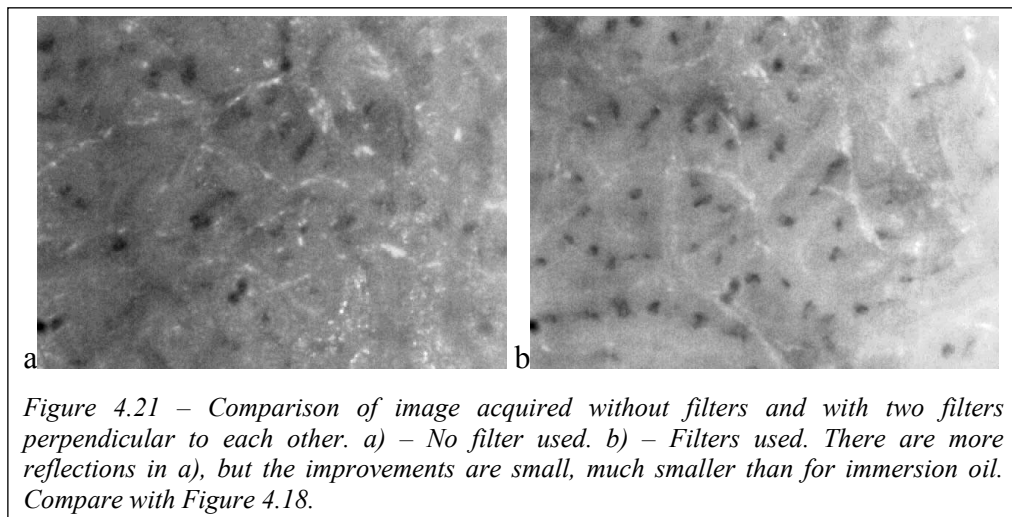 a
b
Figure 4.21 – Comparison of image acquired without filters and with two filters
perpendicular to each other. a) – No filter used. b) – Filters used. There are more
reflections in a), but the improvements are small, much smaller than for immersion oil.
Compare with Figure 4.18.